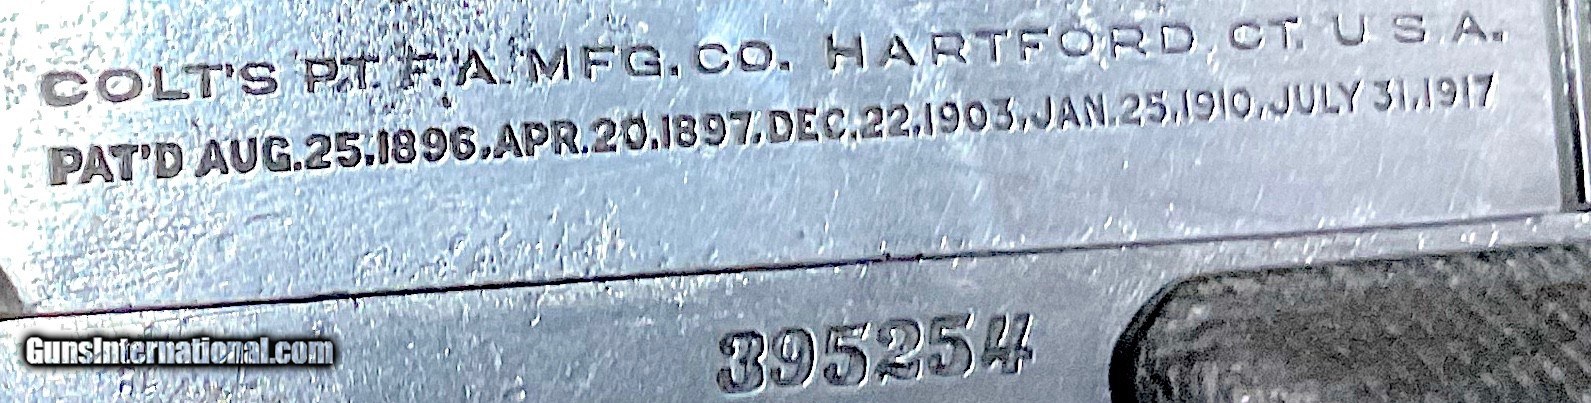 COLT'S P.T. F.A. MFG. CO. HARTFORD, CT. U.S.A.
PAT'D AUG.25.1896.APR.20.1897.DEC.22.1903.JAN.25.1910.JULY 31.1917
395254
GunsInternational.com